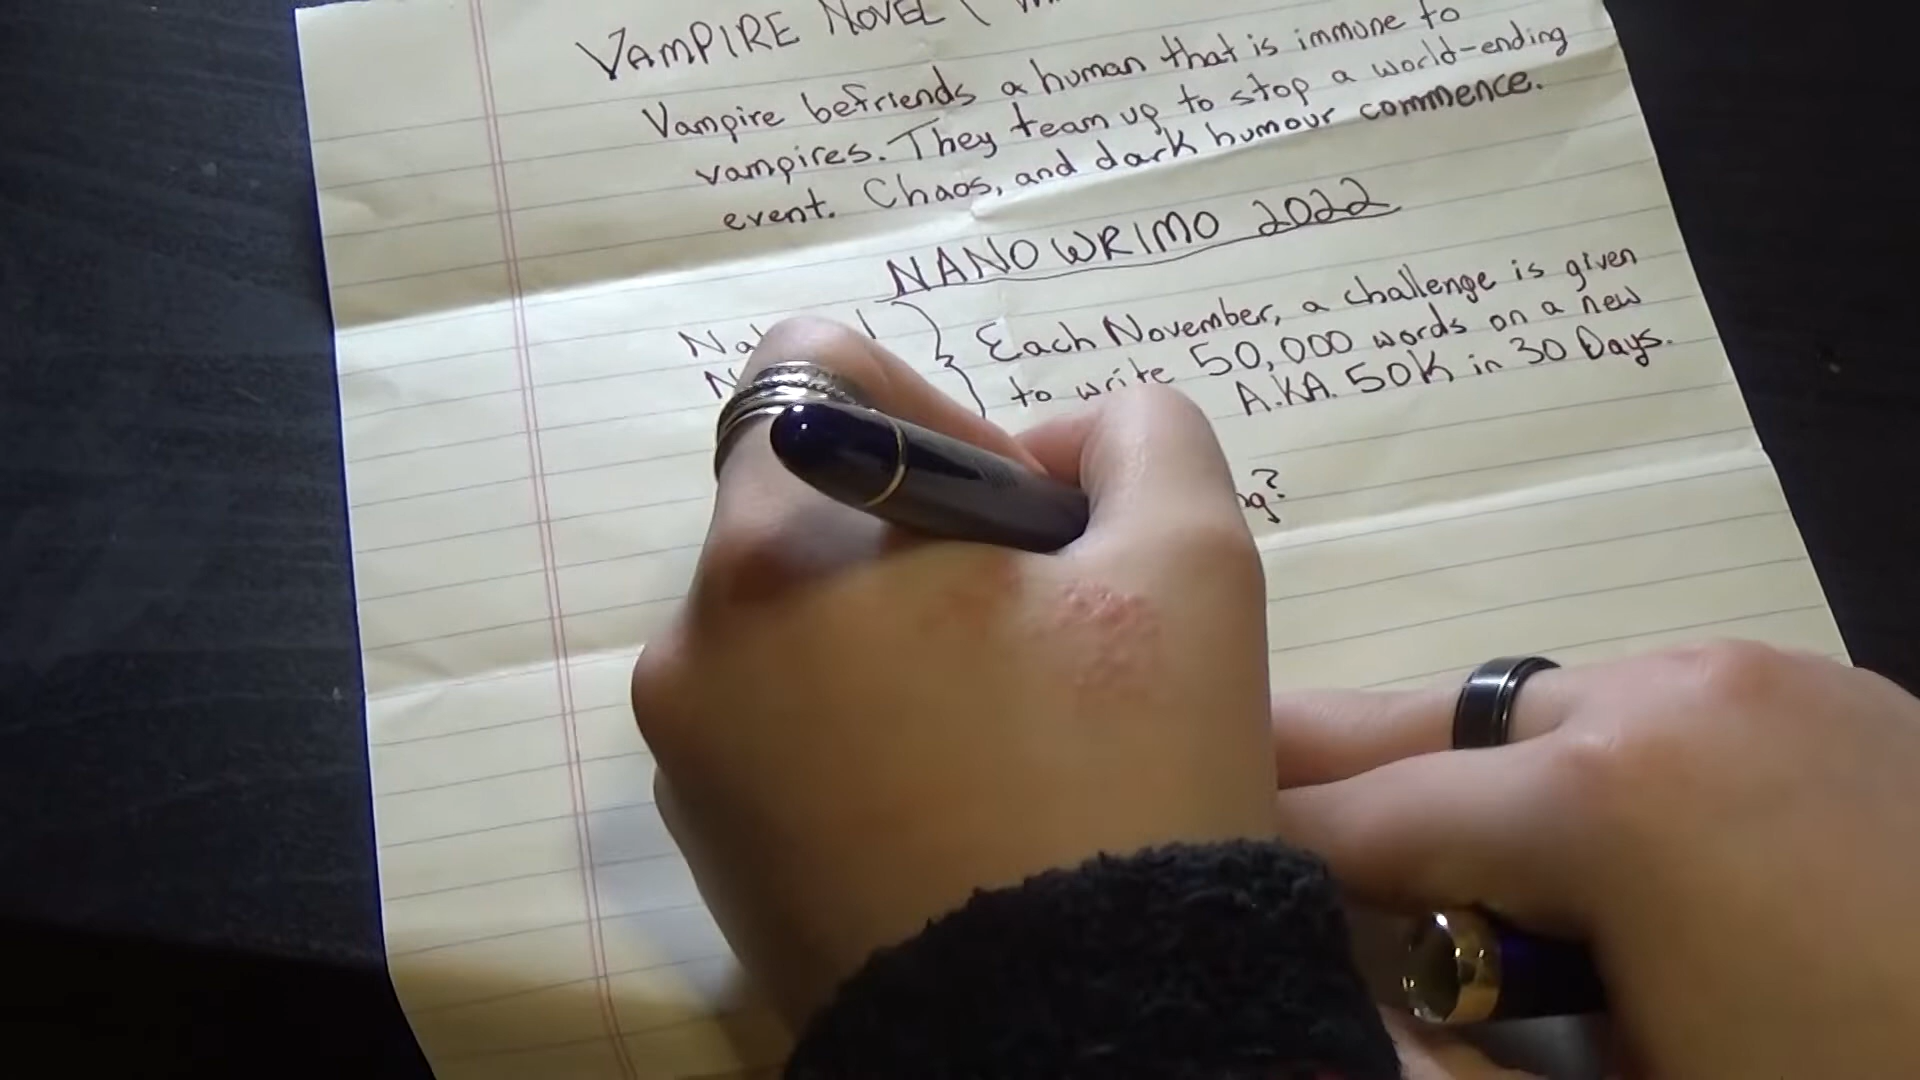 VAMPIRE NOVEL
Vampire befriends a human that is immune to
vampires. They team up to stop a world-ending
event. Chaos, and dark humour commence.
NANOWRIMO 2022
Each November, a challenge is given
to write 50,000 words on a new
A.KA. 50K in 30 Days.